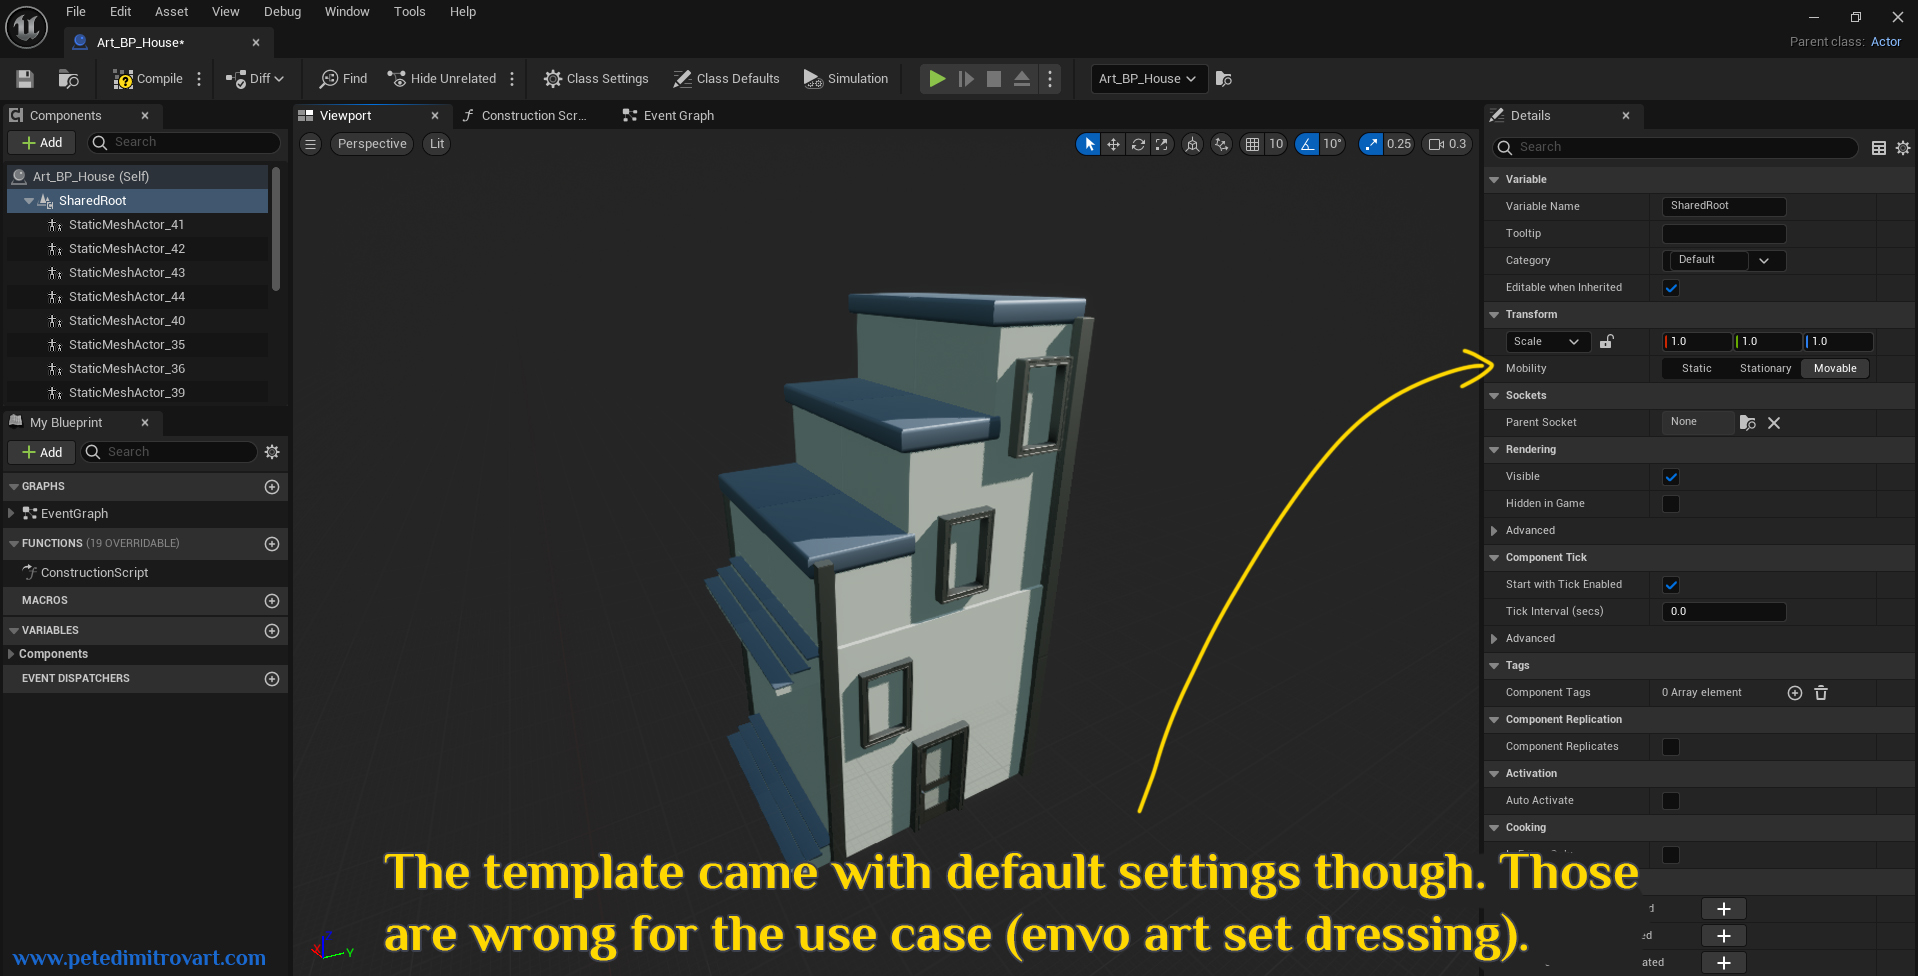 File Edit Asset View Debug Window Tools Help
Art_BP_House*
Parent class: Actor
Compile Diff Find Hide Unrelated Class Settings Class Defaults Simulation Art_BP_House
Components Viewport Construction Scr... Event Graph Details
Add Search Perspective Lit 10 10° 0.25 0.3 Search
Art_BP_House (Self)
SharedRoot
StaticMeshActor_41
StaticMeshActor_42
StaticMeshActor_43
StaticMeshActor_44
StaticMeshActor_40
StaticMeshActor_35
StaticMeshActor_36
StaticMeshActor_39
My Blueprint
Add Search
GRAPHS
EventGraph
FUNCTIONS (19 OVERRIDABLE)
ConstructionScript
MACROS
VARIABLES
Components
EVENT DISPATCHERS
Variable
Variable Name SharedRoot
Tooltip
Category Default
Editable when Inherited
Transform
Scale 1.0 1.0 1.0
Mobility Static Stationary Movable
Sockets
Parent Socket None
Rendering
Visible
Hidden in Game
Advanced
Component Tick
Start with Tick Enabled
Tick Interval (secs) 0.0
Advanced
Tags
Component Tags 0 Array element
Component Replication
Component Replicates
Activation
Auto Activate
Cooking
The template came with default settings though. Those
are wrong for the use case (envo art set dressing).
X Y Z
www.petedimitrovart.com